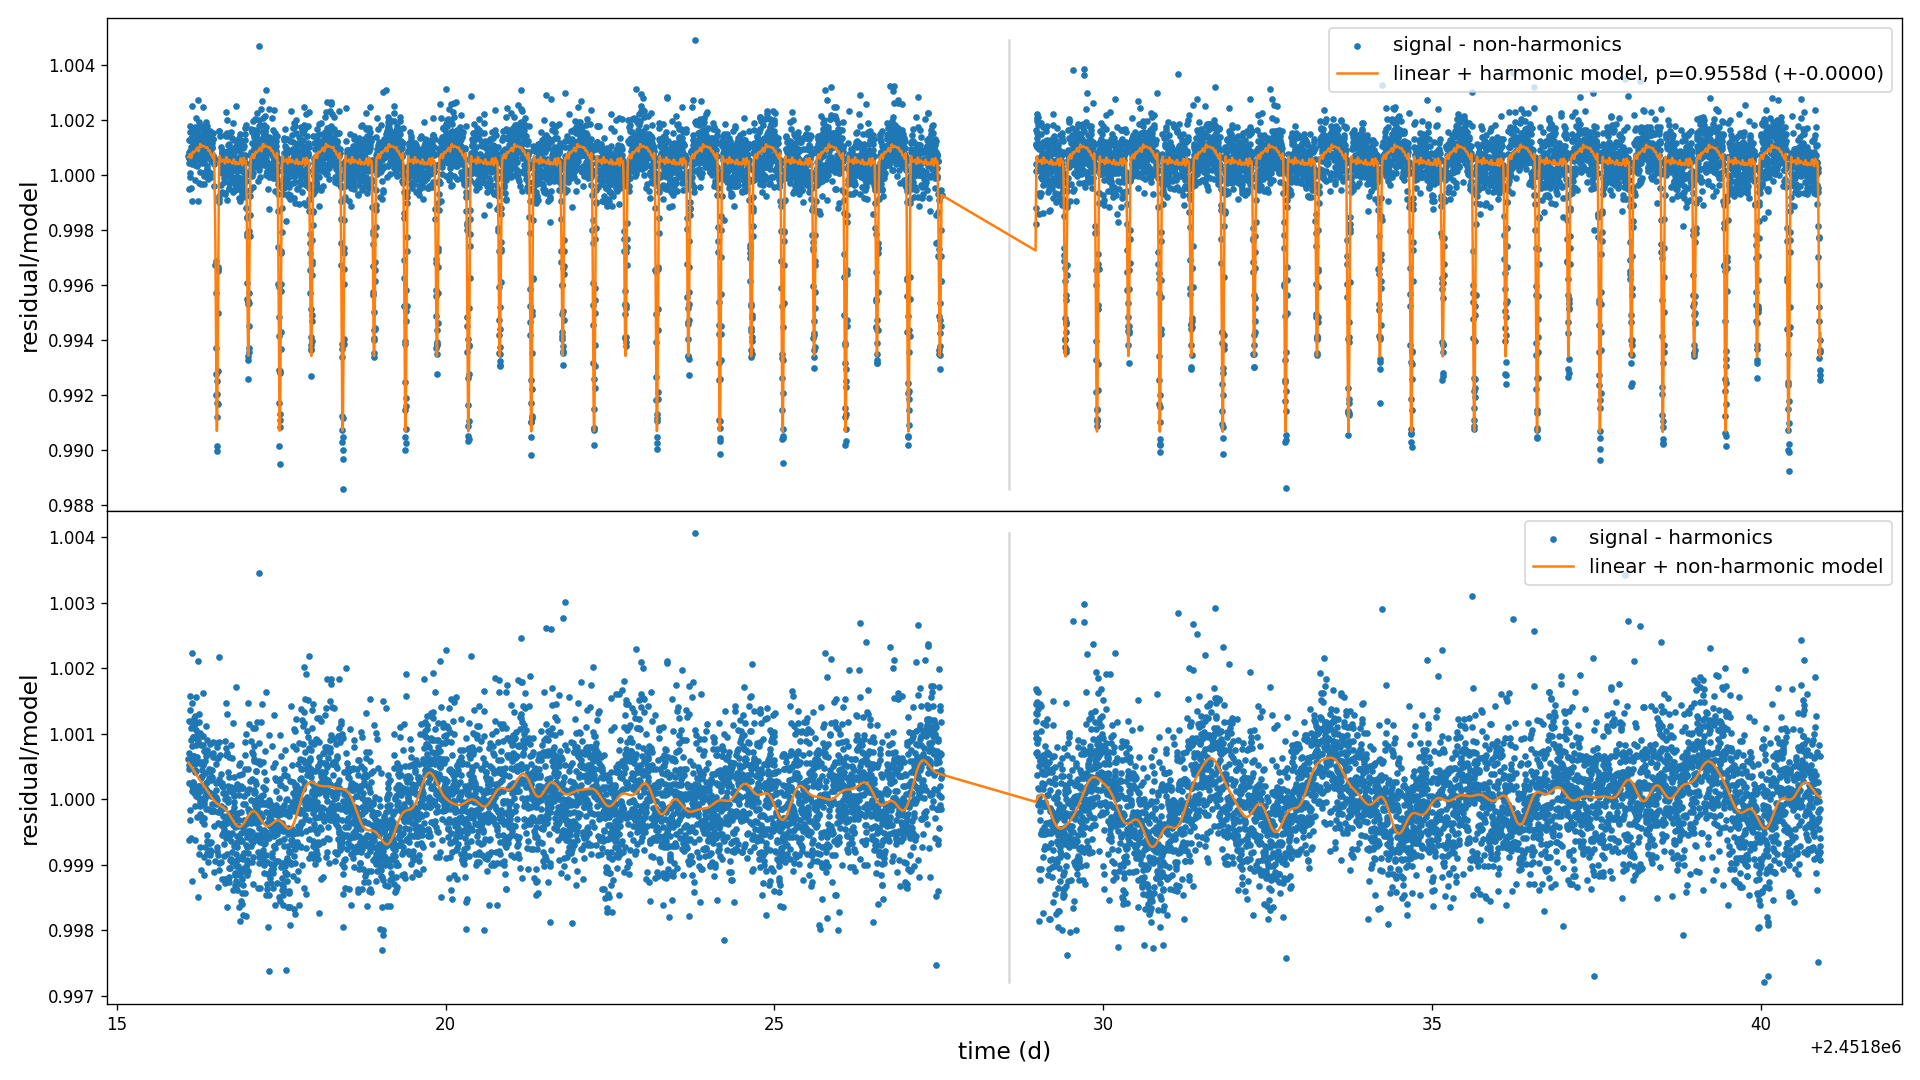 signal - non-harmonics
linear + harmonic model, p=0.9558d (+-0.0000)
residual/model
1.004
1.002
1.000
0.998
0.996
0.994
0.992
0.990
0.988
signal - harmonics
linear + non-harmonic model
residual/model
1.004
1.003
1.002
1.001
1.000
0.999
0.998
0.997
15
20
25
30
35
40
time (d)
+2.4518e6